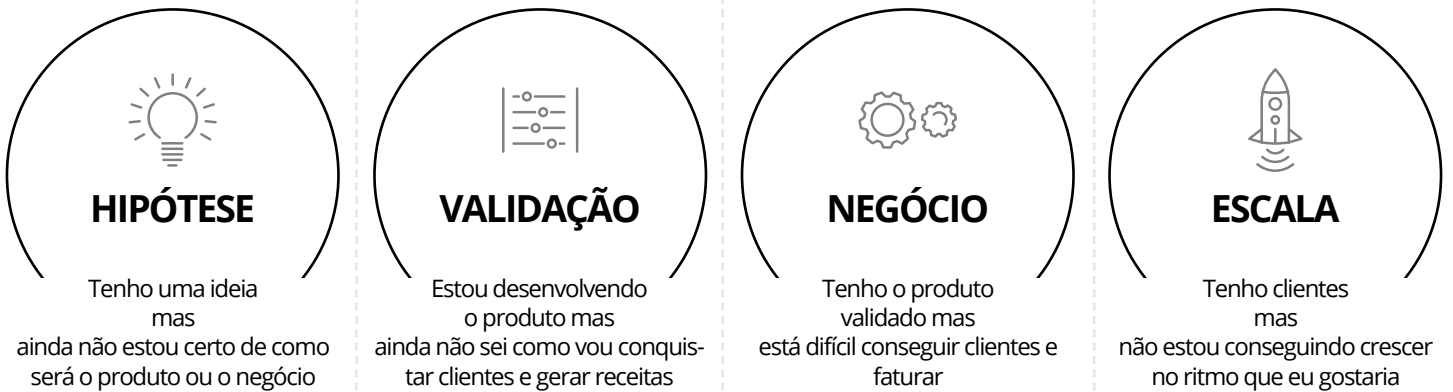 HIPÓTESE
Tenho uma ideia
mas
ainda não estou certo de como
será o produto ou o negócio
VALIDAÇÃO
Estou desenvolvendo
o produto mas
ainda não sei como vou conquis-
tar clientes e gerar receitas
NEGÓCIO
Tenho o produto
validado mas
está difícil conseguir clientes e
faturar
ESCALA
Tenho clientes
mas
não estou conseguindo crescer
no ritmo que eu gostaria